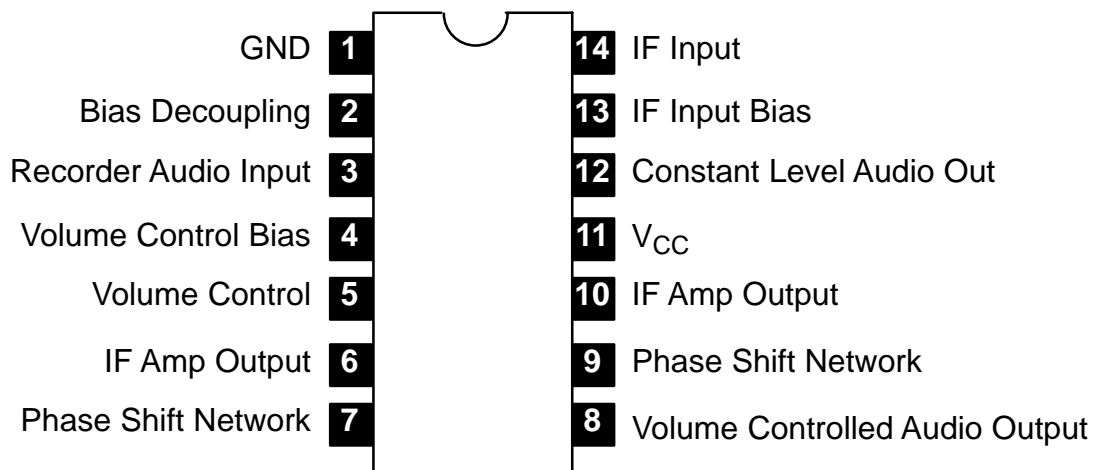 GND 1 14 IF Input
Bias Decoupling 2 13 IF Input Bias
Recorder Audio Input 3 12 Constant Level Audio Out
Volume Control Bias 4 11 VCC
Volume Control 5 10 IF Amp Output
IF Amp Output 6 9 Phase Shift Network
Phase Shift Network 7 8 Volume Controlled Audio Output